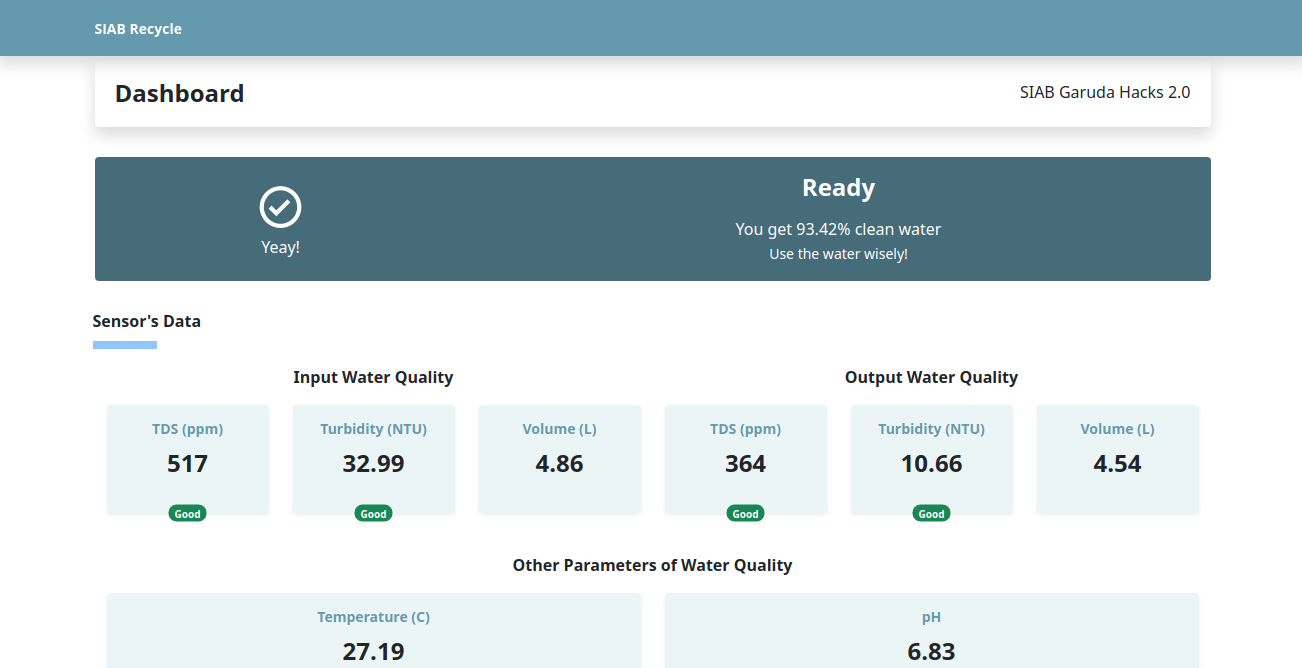 SIAB Recycle
Dashboard
SIAB Garuda Hacks 2.0
Yeay!
Ready
You get 93.42% clean water
Use the water wisely!
Sensor's Data
Input Water Quality
TDS (ppm)
517
Good
Turbidity (NTU)
32.99
Good
Volume (L)
4.86
Output Water Quality
TDS (ppm)
364
Good
Turbidity (NTU)
10.66
Good
Volume (L)
4.54
Other Parameters of Water Quality
Temperature (C)
27.19
pH
6.83